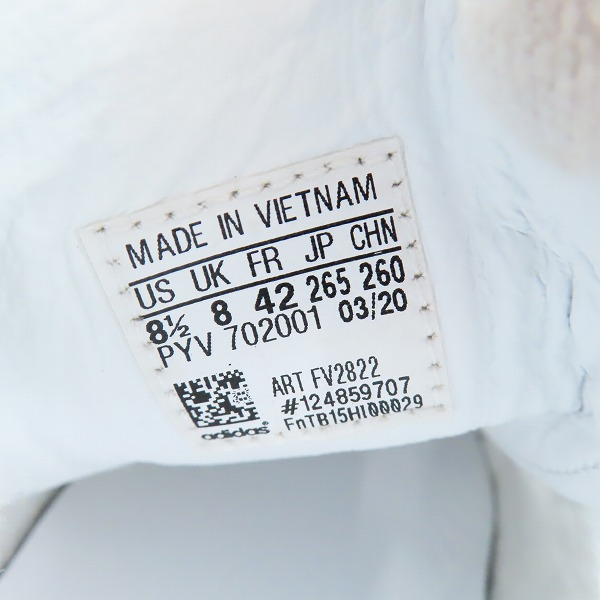 MADE IN VIETNAM
US UK FR JP CHN
8½ 8 42 265 260
PYV 702001 03/20
ART FV2822
#124859707
EnTB15HI00029
adidas